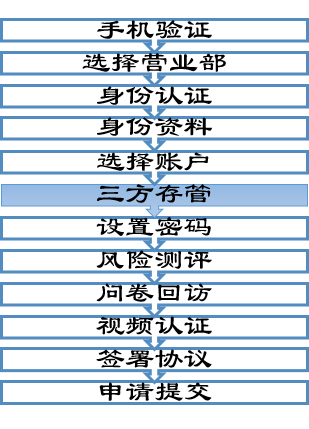 手机验证
选择营业部
身份认证
身份资料
选择账户
三方存管
设置密码
风险测评
问卷回访
视频认证
签署协议
申请提交